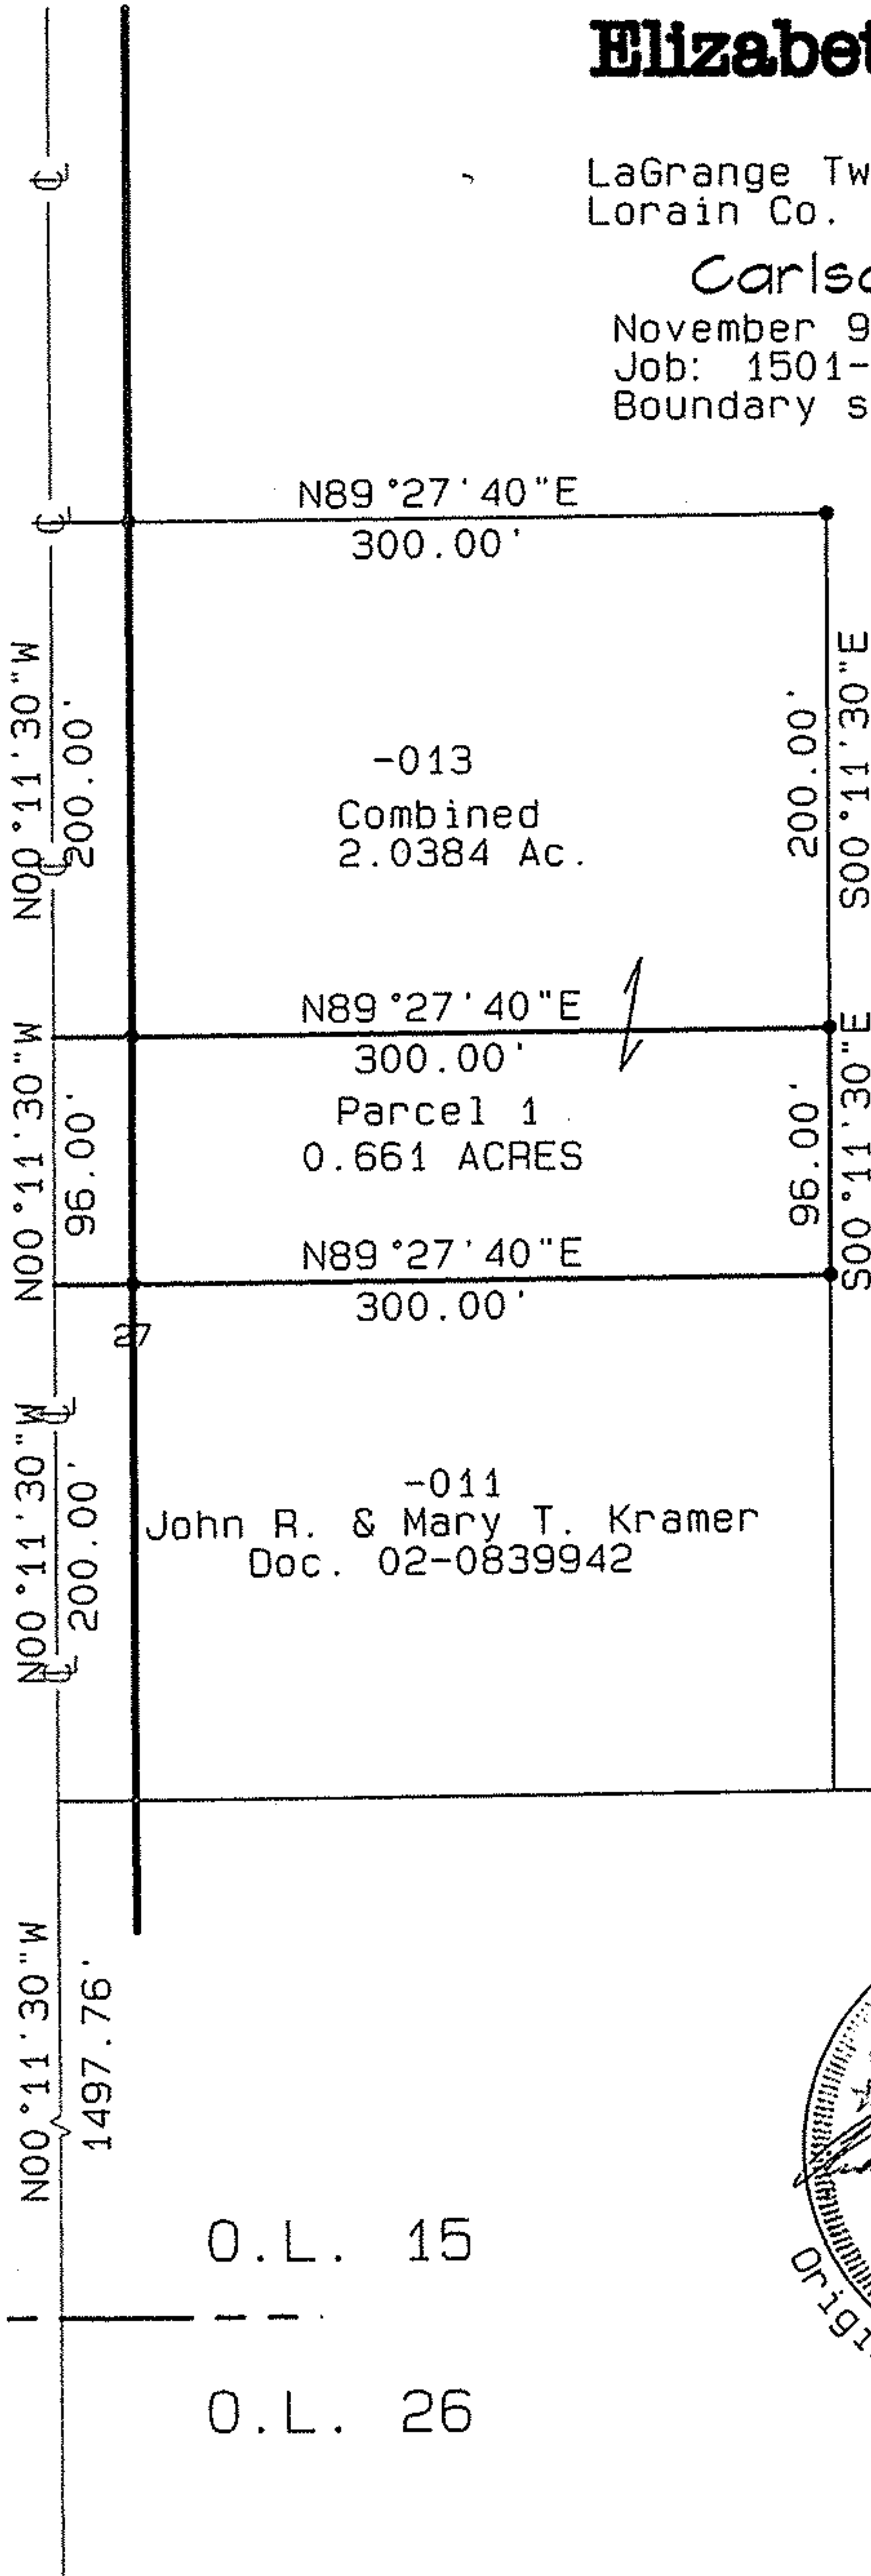 Elizabet
LaGrange Tw
Lorain Co.
Carlso
November 9
Job: 1501-
Boundary s
N89°27'40"E
300.00'
N00°11'30"W
200.00'
200.00'
S00°11'30"E
-013
Combined
2.0384 Ac.
N89°27'40"E
300.00'
N00°11'30"W
96.00'
96.00'
S00°11'30"E
Parcel 1
0.661 ACRES
N89°27'40"E
300.00'
27
N00°11'30"W
200.00'
-011
John R. & Mary T. Kramer
Doc. 02-0839942
N00°11'30"W
1497.76'
O.L. 15
O.L. 26
Origi